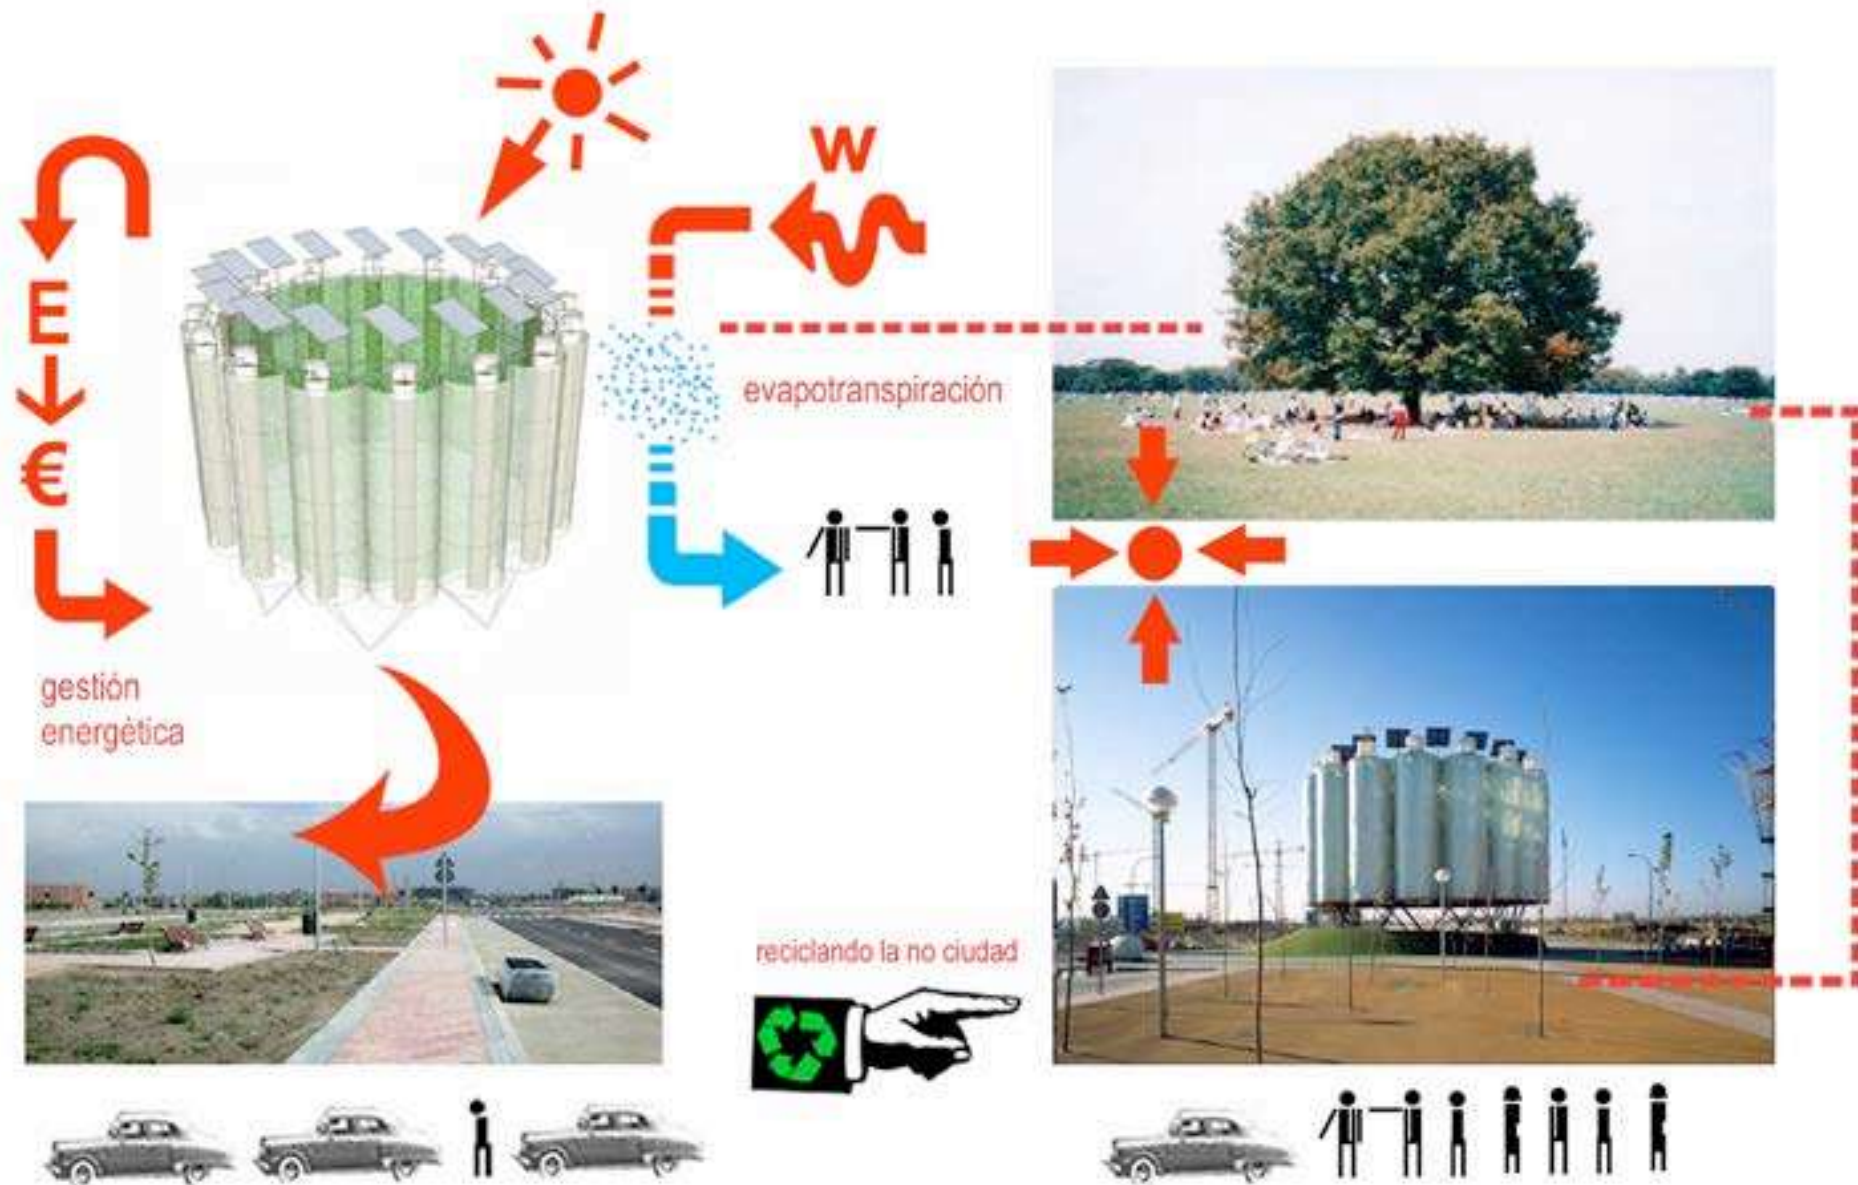 W
E
€
evapotranspiración
gestión
energética
reciclando la no ciudad